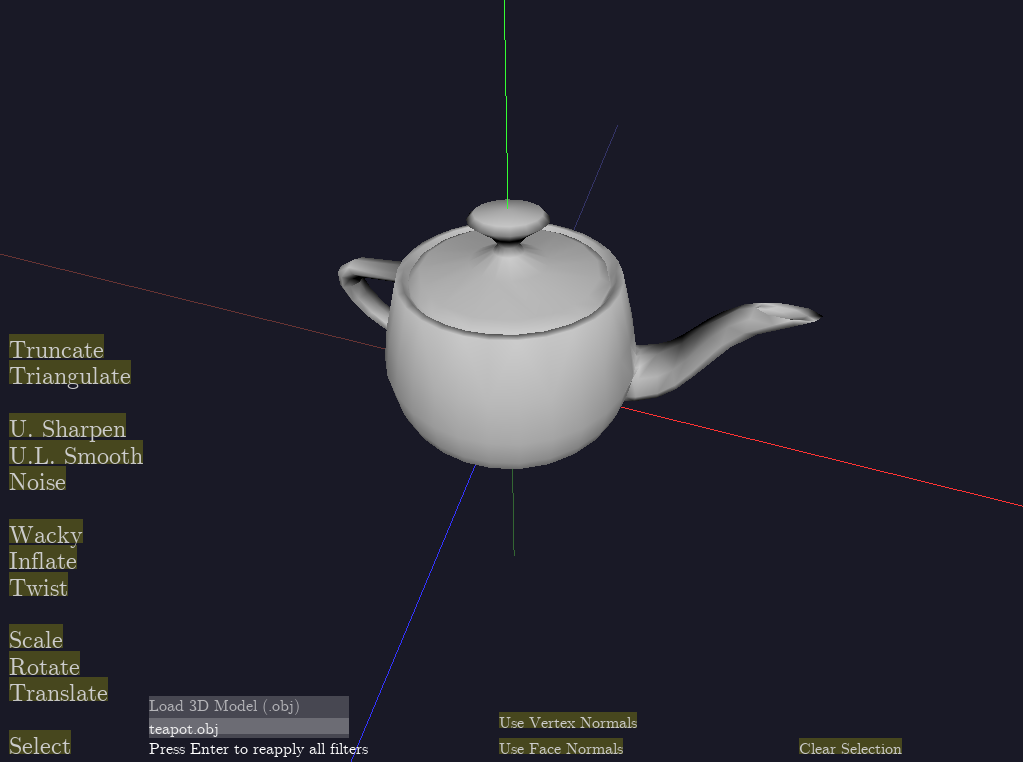 Truncate
Triangulate
U. Sharpen
U.L. Smooth
Noise
Wacky
Inflate
Twist
Scale
Rotate
Translate
Select
Load 3D Model (.obj)
teapot.obj
Press Enter to reapply all filters
Use Vertex Normals
Use Face Normals
Clear Selection